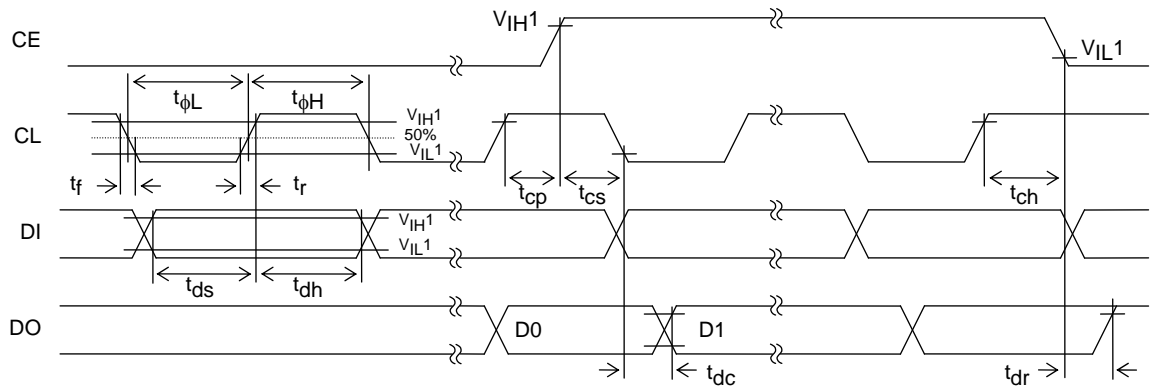 CE
VIH1
VIL1
tϕL
tϕH
CL
VIH1
50%
VIL1
tf
tr
tcp
tcs
tch
DI
VIH1
VIL1
tds
tdh
DO
D0
D1
tdc
tdr